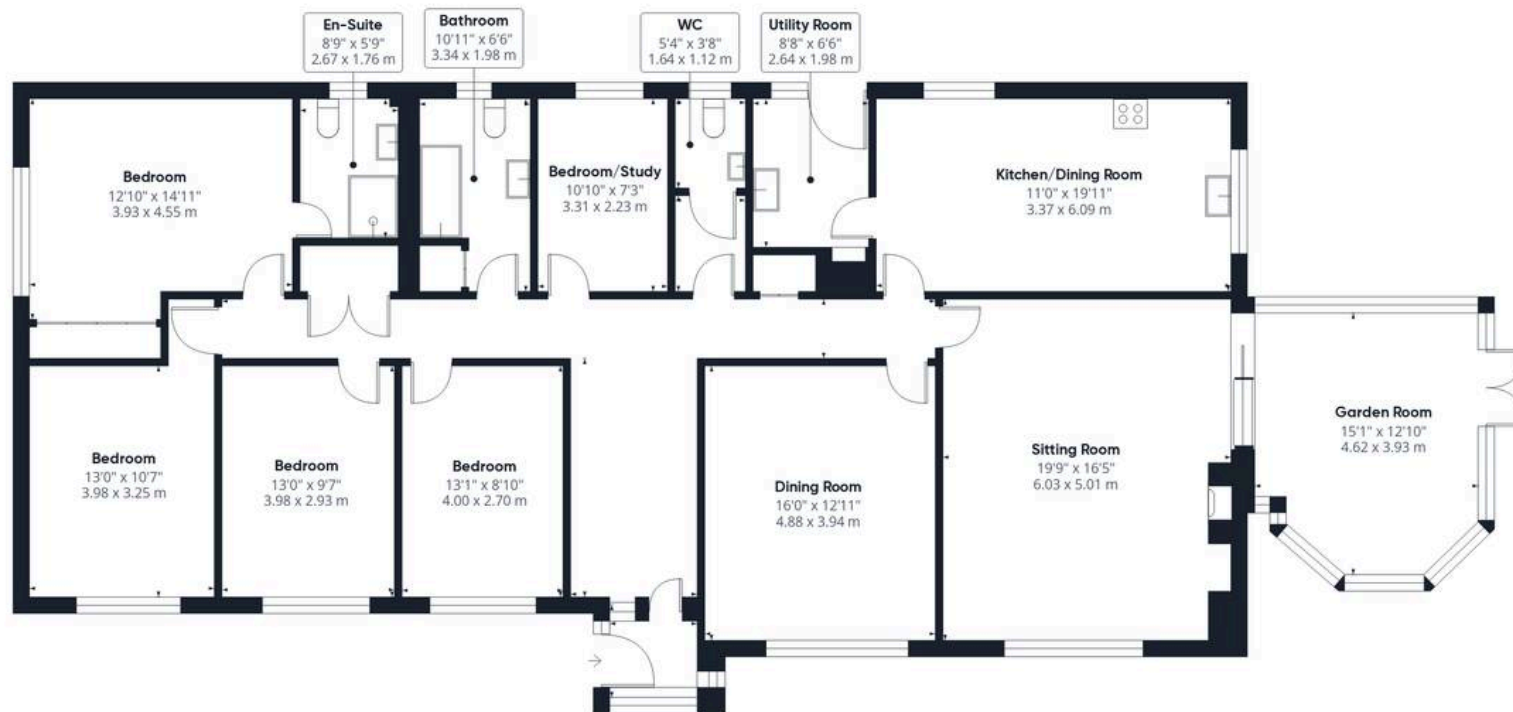 En-Suite
8'9" x 5'9"
2.67 x 1.76 m
Bathroom
10'11" x 6'6"
3.34 x 1.98 m
WC
5'4" x 3'8"
1.64 x 1.12 m
Utility Room
8'8" x 6'6"
2.64 x 1.98 m
Bedroom
12'10" x 14'11"
3.93 x 4.55 m
Bedroom/Study
10'10" x 7'3"
3.31 x 2.23 m
Kitchen/Dining Room
11'0" x 19'11"
3.37 x 6.09 m
Bedroom
13'0" x 10'7"
3.98 x 3.25 m
Bedroom
13'0" x 9'7"
3.98 x 2.93 m
Bedroom
13'1" x 8'10"
4.00 x 2.70 m
Dining Room
16'0" x 12'11"
4.88 x 3.94 m
Sitting Room
19'9" x 16'5"
6.03 x 5.01 m
Garden Room
15'1" x 12'10"
4.62 x 3.93 m